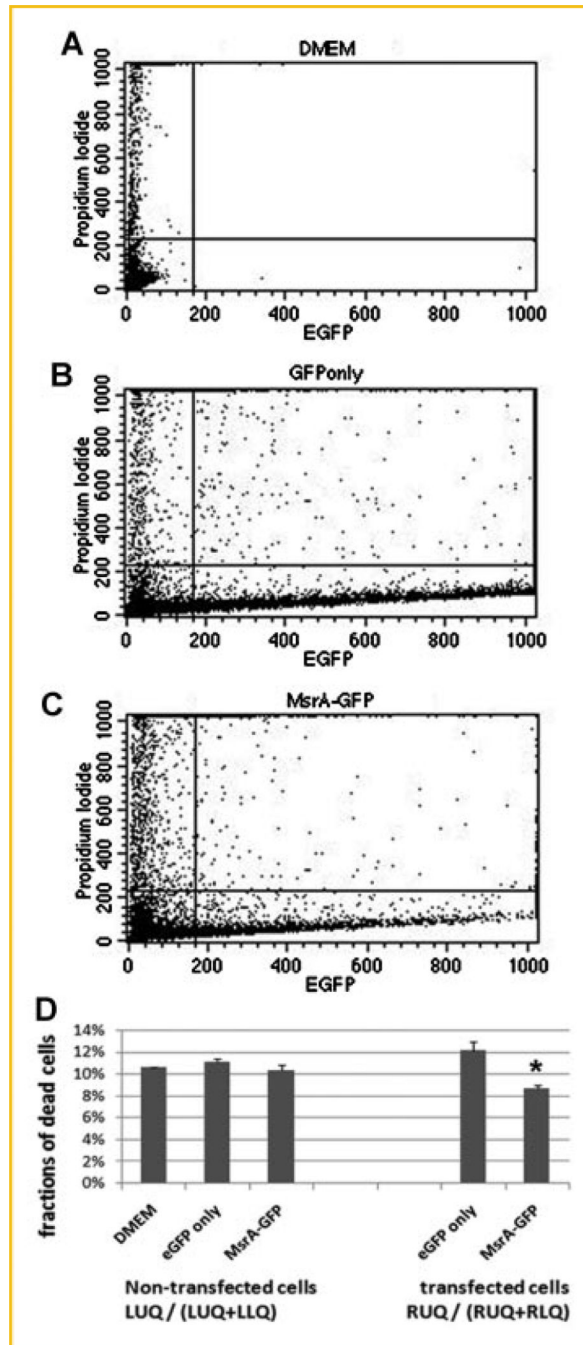 A
DMEM
Propidium Iodide
1000
800
600
400
200
0
0 200 400 600 800 1000
EGFP
B
GFPonly
Propidium Iodide
1000
800
600
400
200
0
0 200 400 600 800 1000
EGFP
C
MsrA-GFP
Propidium Iodide
1000
800
600
400
200
0
0 200 400 600 800 1000
EGFP
D
fractions of dead cells
14%
12%
10%
8%
6%
4%
2%
0%
*
DMEM
eGFP only
MsrA-GFP
eGFP only
MsrA-GFP
Non-transfected cells
LUQ / (LUQ+LLQ)
transfected cells
RUQ / (RUQ+RLQ)